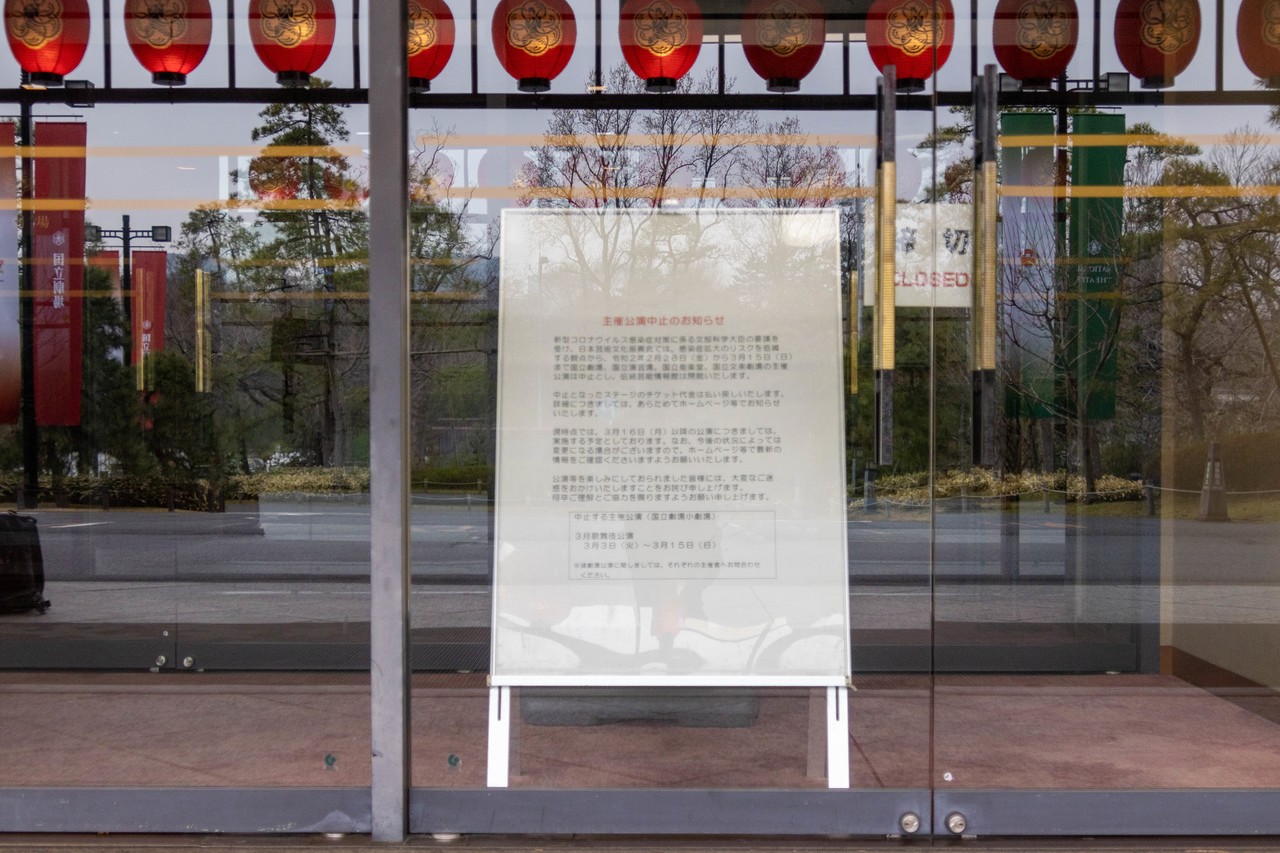 国立劇場
国立
NATIONAL
THEATRE
切
CLOSED
主催公演中止のお知らせ
新型コロナウイルス感染症対策に係る文部科学大臣の要請を
受け、日本芸術文化振興会では、感染症拡大のリスクを低減
する観点から、令和2年2月28日（金）から3月15日（日）
まで国立劇場、国立演芸場、国立能楽堂、国立文楽劇場の主催
公演は中止とし、伝統芸能情報館は閉館いたします。
中止となったステージのチケット代金は払い戻しいたします。
詳細につきましては、あらためてホームページ等でお知らせ
いたします。
現時点では、3月16日（月）以降の公演につきましては、
実施する予定としております。なお、今後の状況によっては
変更になる場合がございますので、ホームページ等で最新の
情報をご確認くださいますようお願いいたします。
公演等を楽しみにしておられました皆様には、大変なご迷
惑をおかけいたしますことをお詫び申し上げます。
何卒ご理解とご協力を賜りますようお願い申し上げます。
中止する主催公演（国立劇場小劇場）
3月歌舞伎公演
3月3日（火）～3月15日（日）
※貸劇場公演に関しましては、それぞれの主催者へお問合わせ
ください。